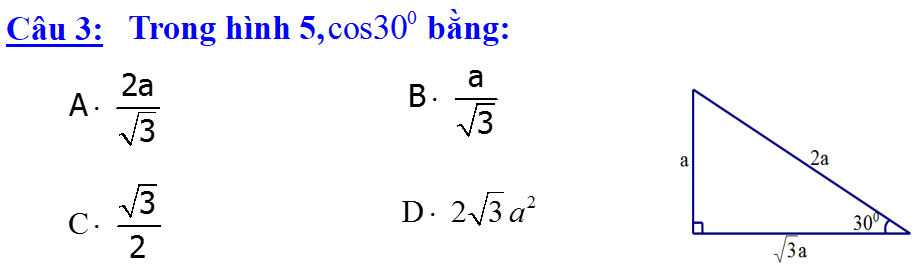 Câu 3: Trong hình 5, cos30⁰ bằng:
A. 2a/√3
B. a/√3
C. √3/2
D. 2√3 a²
a
2a
30⁰
√3a